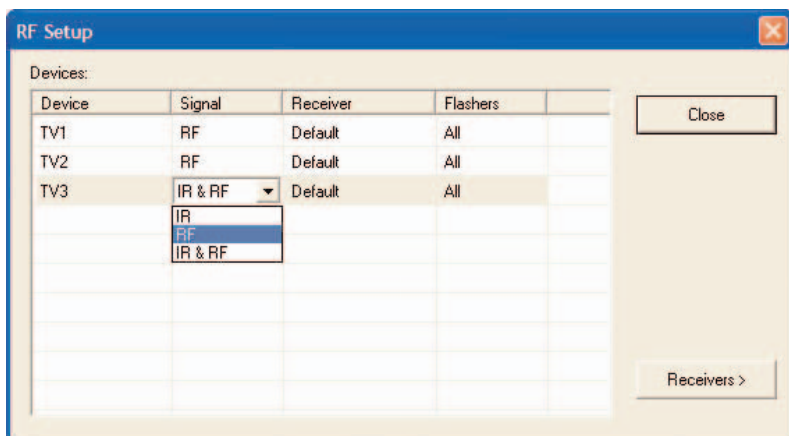 RF Setup
Devices:
Device Signal Receiver Flashers
Close
TV1 RF Default All
TV2 RF Default All
TV3 IR & RF Default All
IR
RF
IR & RF
Receivers >